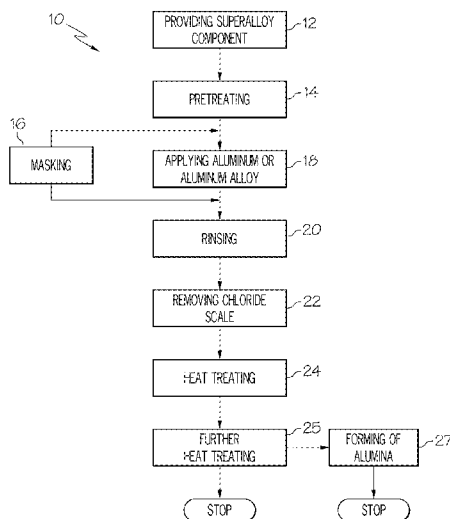 10
PROVIDING SUPERALLOY
COMPONENT
12
PRETREATING
14
16
MASKING
APPLYING ALUMINUM OR
ALUMINUM ALLOY
18
RINSING
20
REMOVING CHLORIDE
SCALE
22
HEAT TREATING
24
FURTHER
HEAT TREATING
25
FORMING OF
ALUMINA
27
STOP
STOP